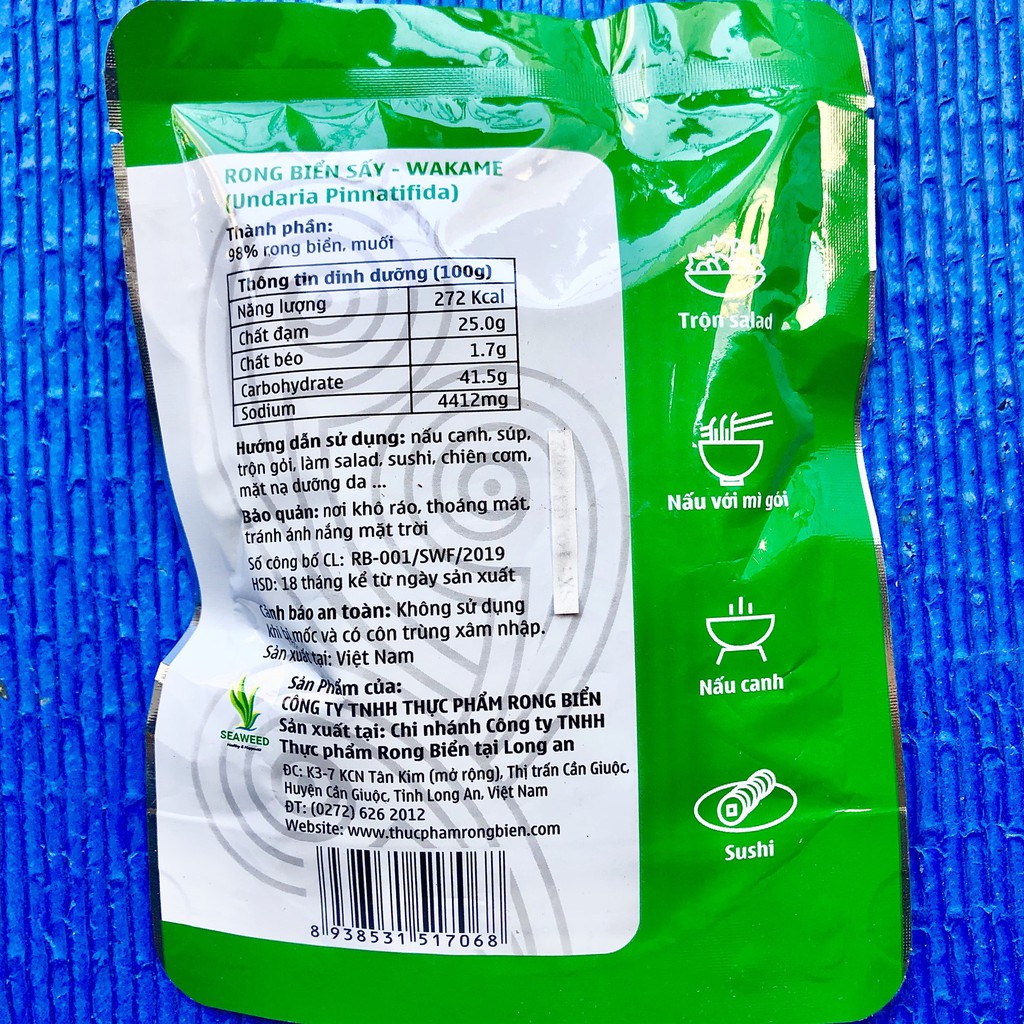 RONG BIỂN SẤY - WAKAME
(Undaria Pinnatifida)
Thành phần:
98% rong biển, muối
Thông tin dinh dưỡng (100g)
Năng lượng 272 Kcal
Chất đạm 25.0g
Chất béo 1.7g
Carbohydrate 41.5g
Sodium 4412mg
Hướng dẫn sử dụng: nấu canh, súp,
trộn gỏi, làm salad, sushi, chiên cơm,
mặt nạ dưỡng da ...
Bảo quản: nơi khô ráo, thoáng mát,
tránh ánh nắng mặt trời
Số công bố CL: RB-001/SWF/2019
HSD: 18 tháng kể từ ngày sản xuất
Cảnh báo an toàn: Không sử dụng
khi bị mốc và có côn trùng xâm nhập.
Sản xuất tại: Việt Nam
Sản Phẩm của:
CÔNG TY TNHH THỰC PHẨM RONG BIỂN
Sản xuất tại: Chi nhánh Công ty TNHH
Thực phẩm Rong Biển tại Long an
ĐC: K3-7 KCN Tân Kim (mở rộng), Thị trấn Cần Giuộc,
Huyện Cần Giuộc, Tỉnh Long An, Việt Nam
ĐT: (0272) 626 2012
Website: www.thucphamrongbien.com
SEAWEED
Healthy & Happiness
8 938531 517068
Trộn salad
Nấu với mì gói
Nấu canh
Sushi